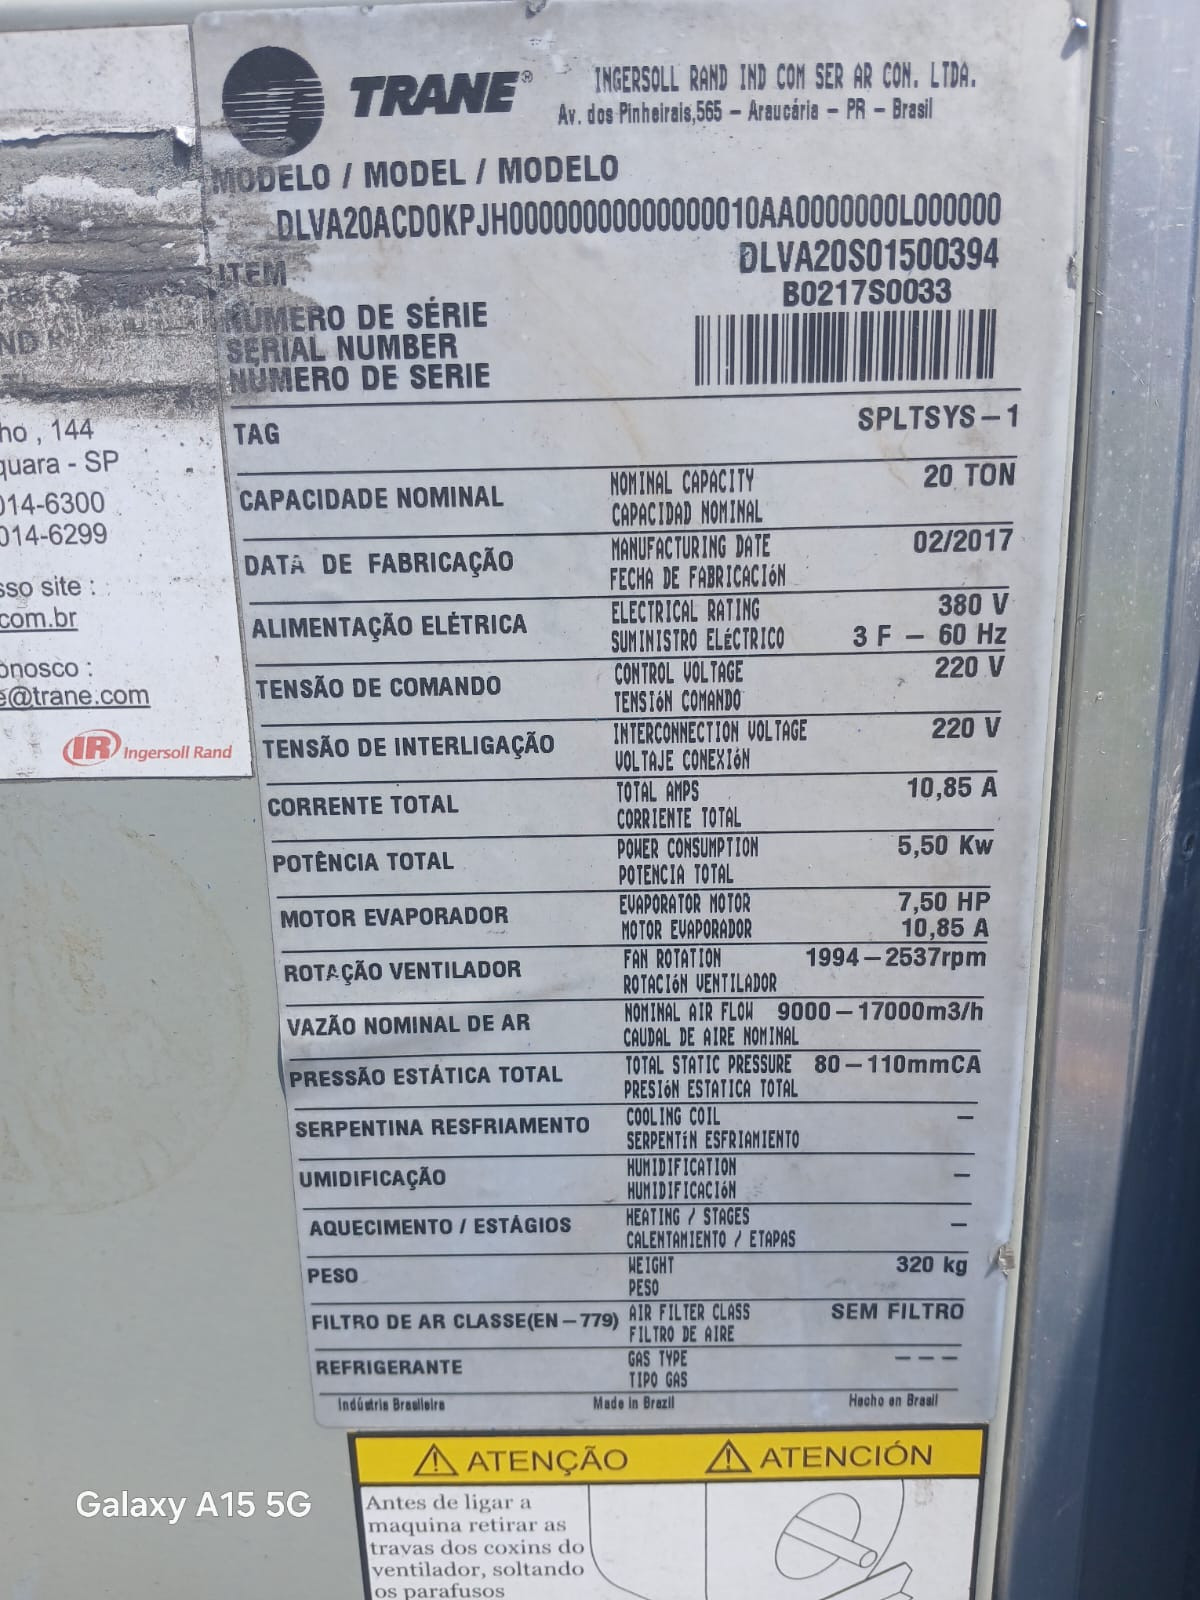 TRANE®
INGERSOLL RAND IND COM SER AR CON. LTDA.
Av. dos Pinheirais,565 – Araucária – PR – Brasil
MODELO / MODEL / MODELO
DLVA20ACD0KPJH000000000000000010AA0000000L000000
DLVA20S01500394
ITEM
B0217S0033
NÚMERO DE SÉRIE
SERIAL NUMBER
NÚMERO DE SERIE
TAG SPLTSYS – 1
CAPACIDADE NOMINAL NOMINAL CAPACITY 20 TON
CAPACIDAD NOMINAL
DATA DE FABRICAÇÃO MANUFACTURING DATE 02/2017
FECHA DE FABRICACIÓN
ALIMENTAÇÃO ELÉTRICA ELECTRICAL RATING 380 V
SUMINISTRO ELÉCTRICO 3 F – 60 Hz
TENSÃO DE COMANDO CONTROL VOLTAGE 220 V
TENSIÓN COMANDO
TENSÃO DE INTERLIGAÇÃO INTERCONNECTION VOLTAGE 220 V
VOLTAJE CONEXIÓN
CORRENTE TOTAL TOTAL AMPS 10,85 A
CORRIENTE TOTAL
POTÊNCIA TOTAL POWER CONSUMPTION 5,50 Kw
POTENCIA TOTAL
MOTOR EVAPORADOR EVAPORATOR MOTOR 7,50 HP
MOTOR EVAPORADOR 10,85 A
ROTAÇÃO VENTILADOR FAN ROTATION 1994 – 2537rpm
ROTACIÓN VENTILADOR
VAZÃO NOMINAL DE AR NOMINAL AIR FLOW 9000 – 17000m3/h
CAUDAL DE AIRE NOMINAL
PRESSÃO ESTÁTICA TOTAL TOTAL STATIC PRESSURE 80 – 110mmCA
PRESIÓN ESTATICA TOTAL
SERPENTINA RESFRIAMENTO COOLING COIL –
SERPENTÍN ESFRIAMIENTO
UMIDIFICAÇÃO HUMIDIFICATION –
HUMIDIFICACIÓN
AQUECIMENTO / ESTÁGIOS HEATING / STAGES –
CALENTAMIENTO / ETAPAS
PESO WEIGHT 320 kg
PESO
FILTRO DE AR CLASSE(EN – 779) AIR FILTER CLASS SEM FILTRO
FILTRO DE AIRE
REFRIGERANTE GAS TYPE – – –
TIPO GAS
Indústria Brasileira Made in Brazil Hecho en Brasil
ho , 144
quara - SP
014-6300
014-6299
sso site :
com.br
onosco :
e@trane.com
IR Ingersoll Rand
ATENÇÃO ATENCIÓN
Antes de ligar a
maquina retirar as
travas dos coxins do
ventilador, soltando
os parafusos
Galaxy A15 5G